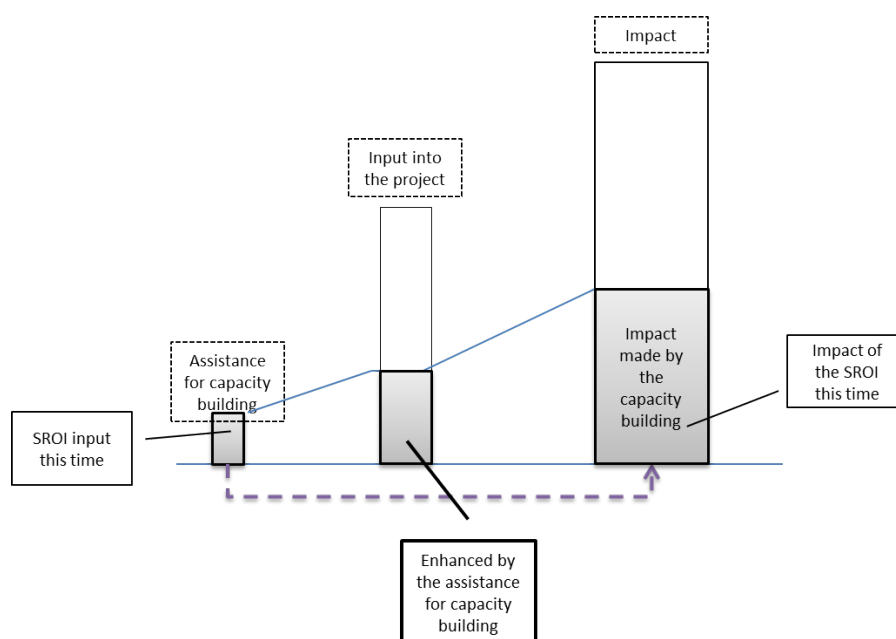 Impact
Input into
the project
Assistance
for capacity
building
SROI input
this time
Impact
made by
the
capacity
building
Impact of
the SROI
this time
Enhanced by
the assistance
for capacity
building